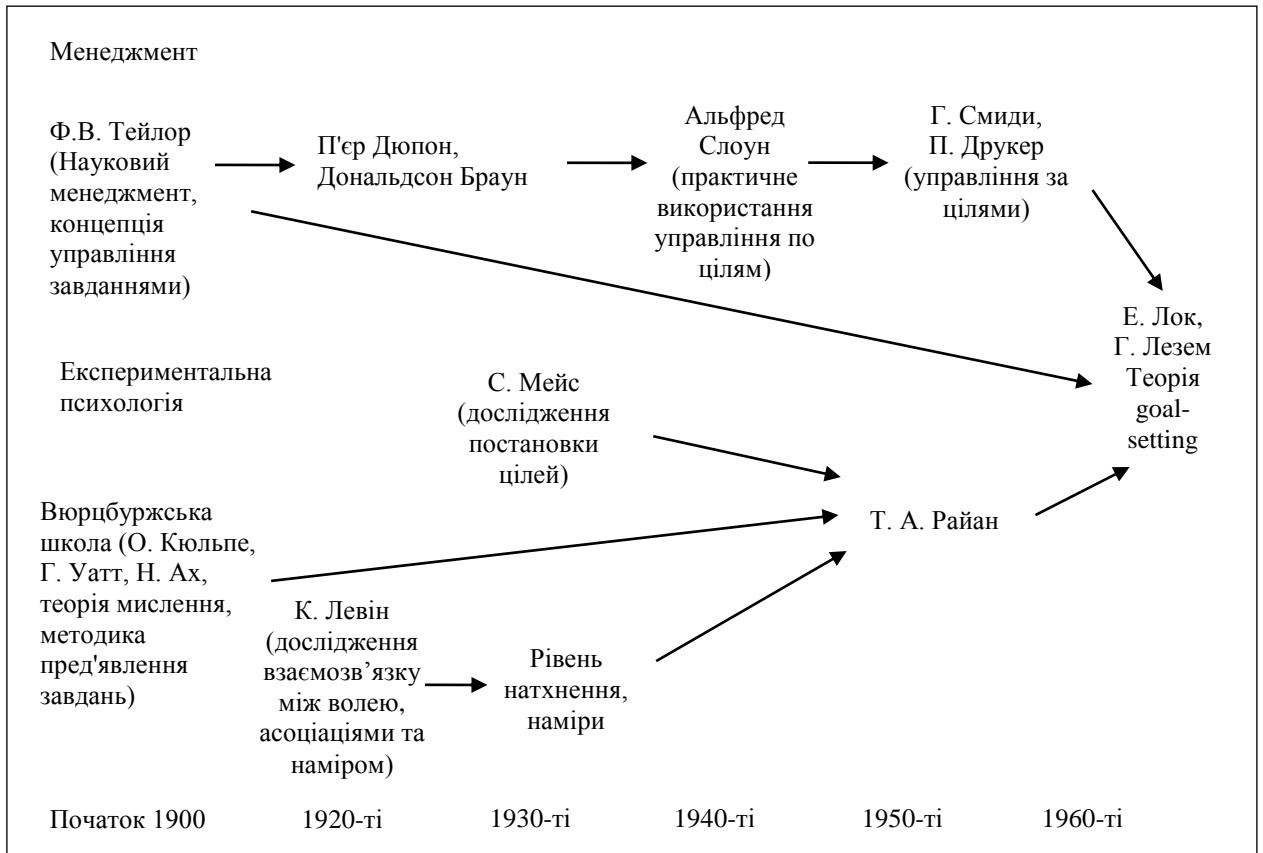 Менеджмент
Ф.В. Тейлор
(Науковий
менеджмент,
концепція
управління
завданнями)
П'єр Дюпон,
Дональдсон Браун
Альфред
Слоун
(практичне
використання
управління по
цілям)
Г. Смиди,
П. Друкер
(управління за
цілями)
Е. Лок,
Г. Лезем
Теорія
goal-
setting
Експериментальна
психологія
С. Мейс
(дослідження
постановки
цілей)
Т. А. Райан
Вюрцбуржська
школа (О. Кюльпе,
Г. Уатт, Н. Ах,
теорія мислення,
методика
пред'явлення
завдань)
К. Левін
(дослідження
взаємозв’язку
між волею,
асоціаціями та
наміром)
Рівень
натхнення,
наміри
Початок 1900
1920-ті
1930-ті
1940-ті
1950-ті
1960-ті